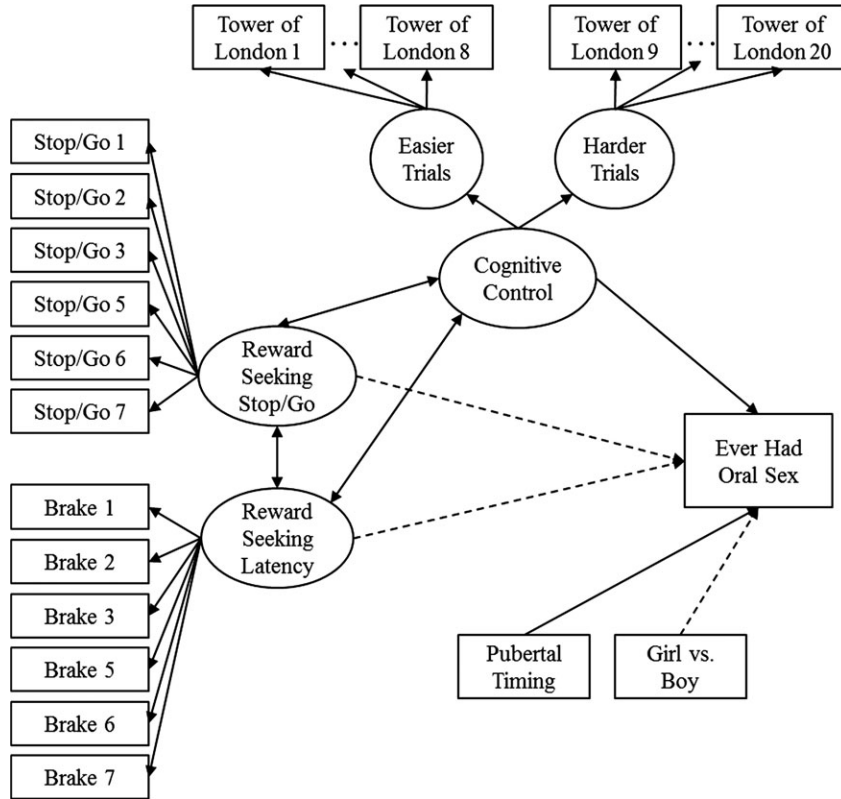 Tower of
London 1
...
Tower of
London 8
Tower of
London 9
...
Tower of
London 20
Easier
Trials
Harder
Trials
Stop/Go 1
Stop/Go 2
Stop/Go 3
Stop/Go 5
Stop/Go 6
Stop/Go 7
Cognitive
Control
Reward
Seeking
Stop/Go
Ever Had
Oral Sex
Brake 1
Brake 2
Brake 3
Brake 5
Brake 6
Brake 7
Reward
Seeking
Latency
Pubertal
Timing
Girl vs.
Boy